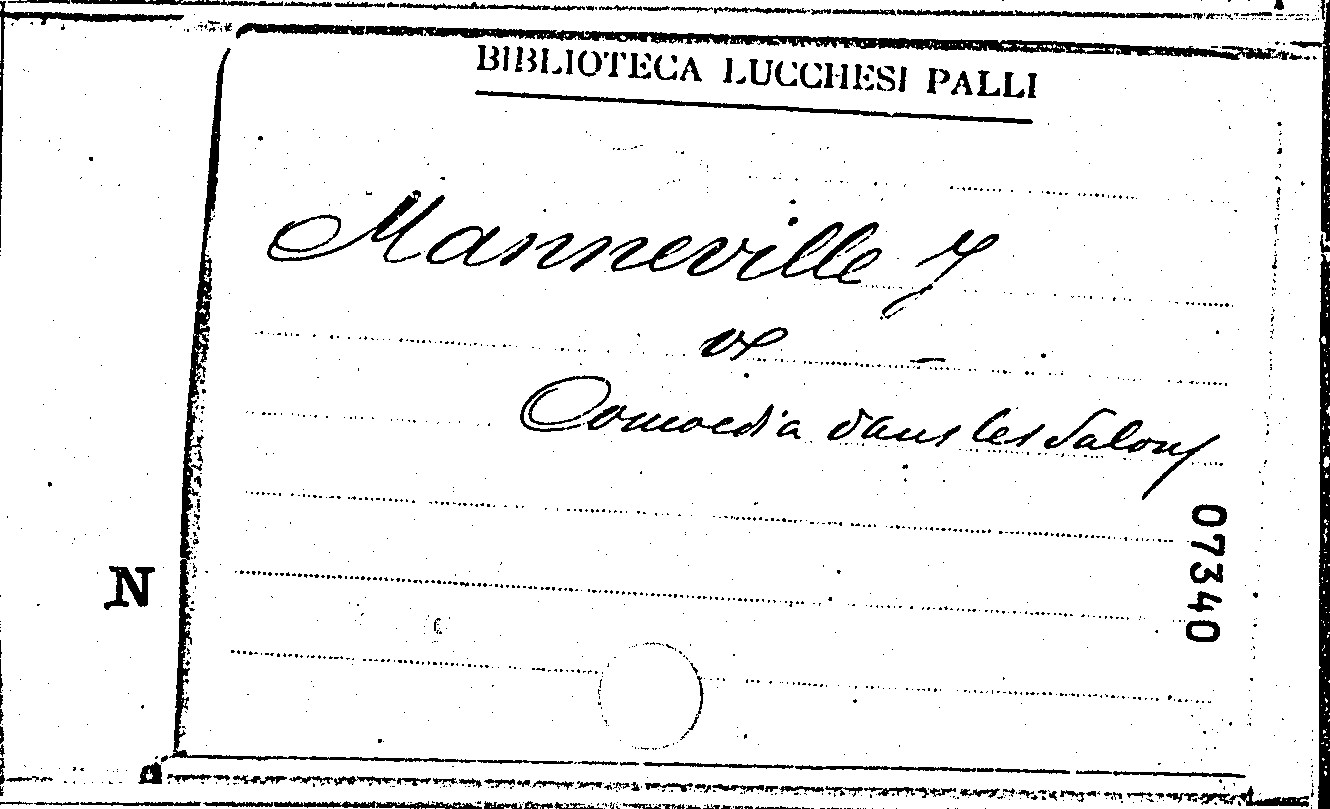 BIBLIOTECA LUCCHESI PALLI
Manneville J
Comoedia dans les Salons
07340
N